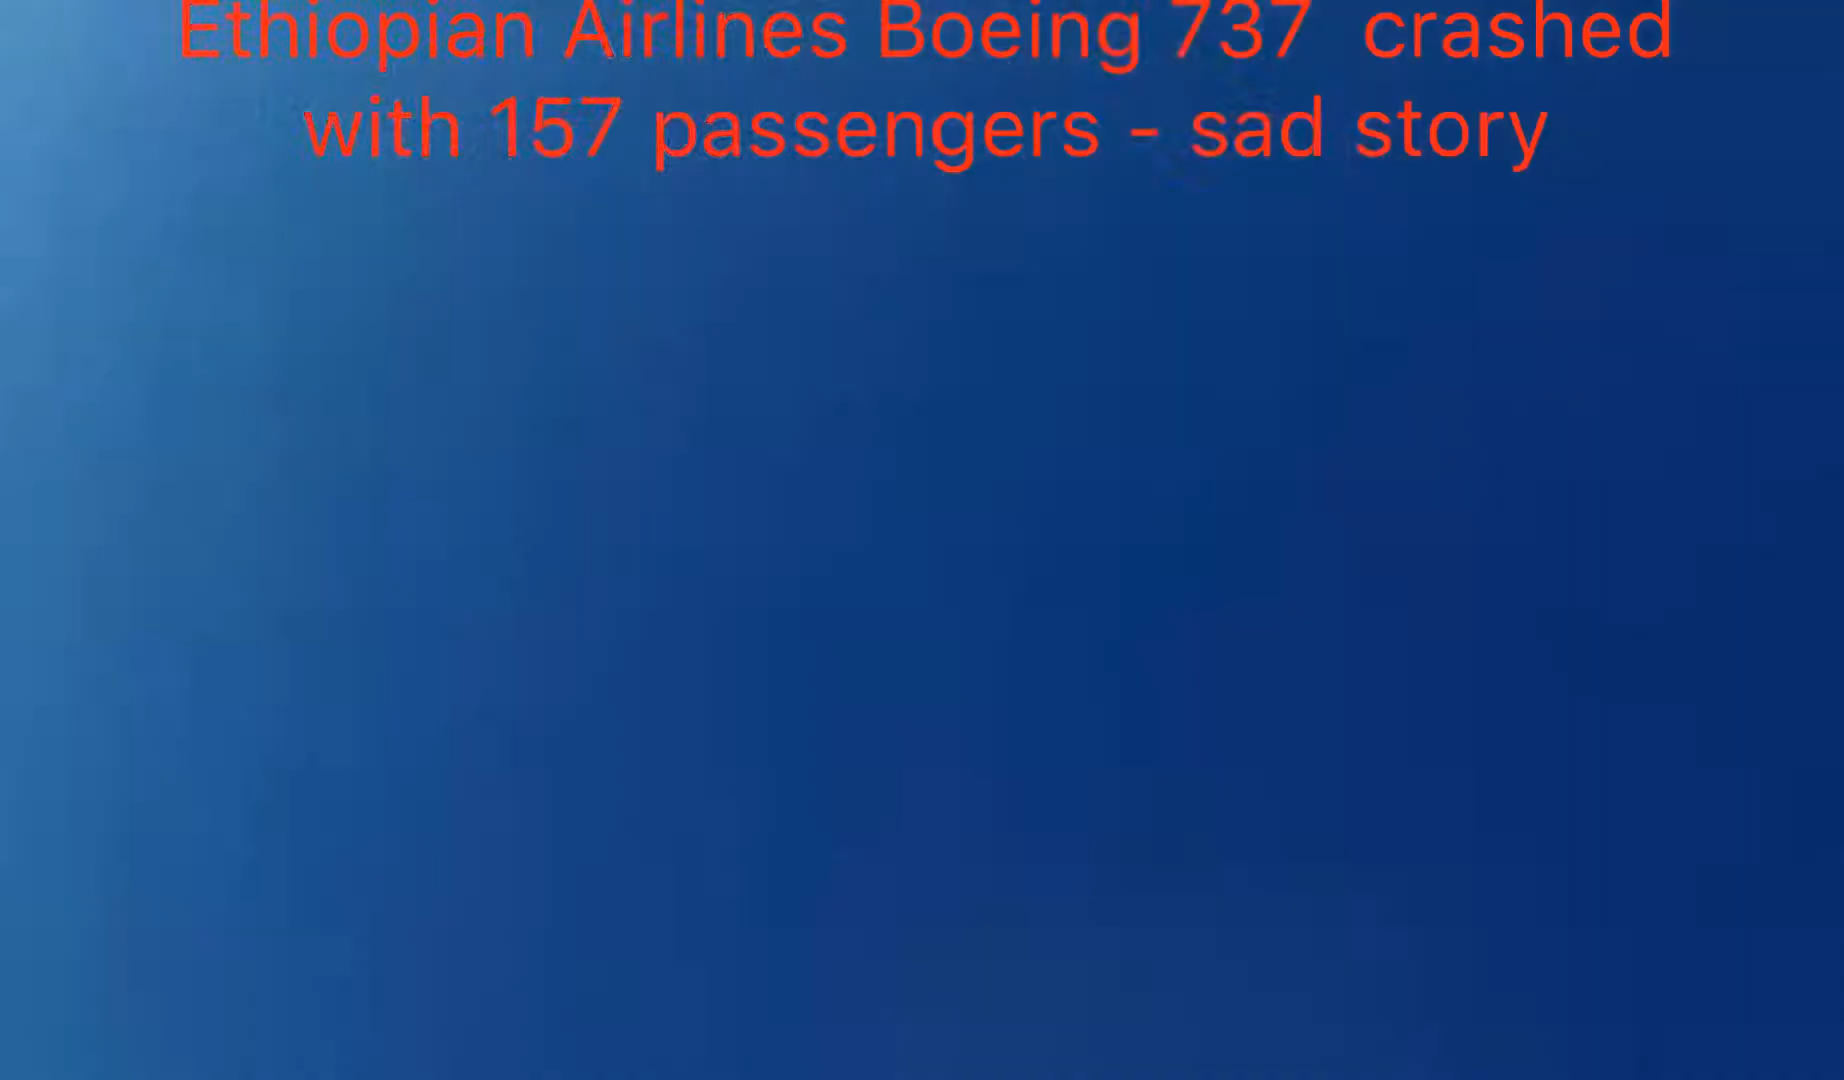 Ethiopian Airlines Boeing 737  crashed
with 157 passengers - sad story